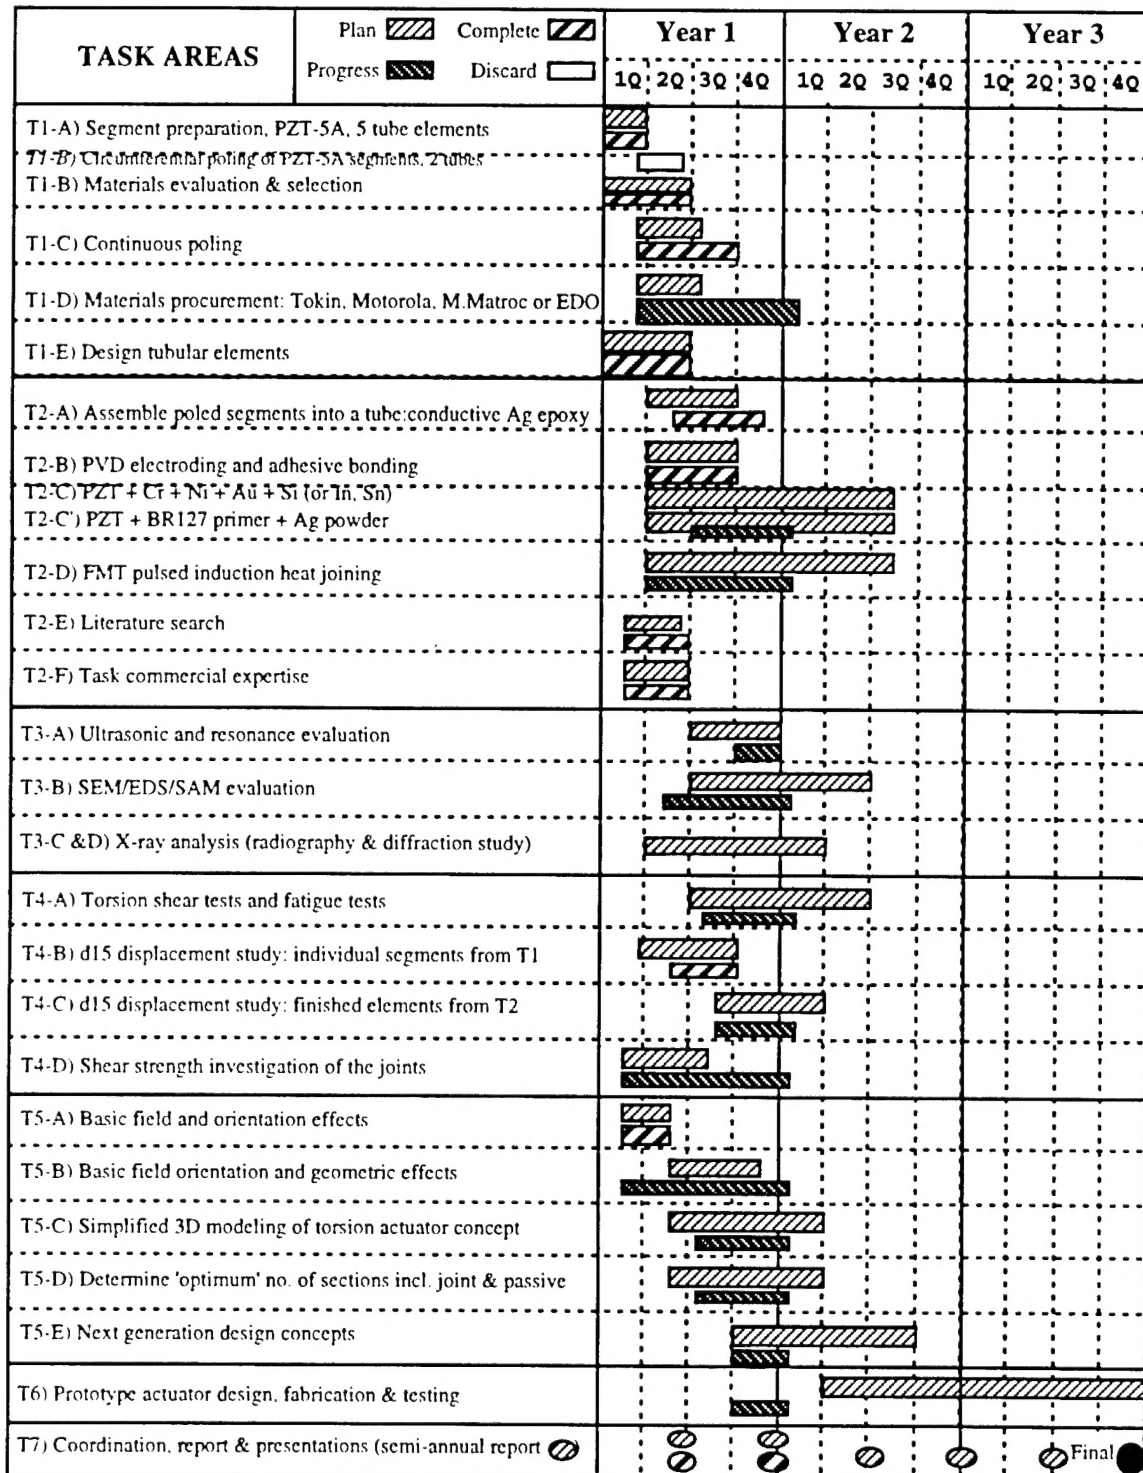 TASK AREAS
Plan Complete
Progress Discard
Year 1 Year 2 Year 3
1Q 2Q 3Q 4Q 1Q 2Q 3Q 4Q 1Q 2Q 3Q 4Q
T1-A) Segment preparation, PZT-5A, 5 tube elements
T1-B) Circumferential poling of PZT-5A segments, 2 tubes
T1-B) Materials evaluation & selection
T1-C) Continuous poling
T1-D) Materials procurement: Tokin, Motorola, M.Matroc or EDO
T1-E) Design tubular elements
T2-A) Assemble poled segments into a tube:conductive Ag epoxy
T2-B) PVD electroding and adhesive bonding
T2-C) PZT + Cr + Ni + Au + Si (or In, Sn)
T2-C') PZT + BR127 primer + Ag powder
T2-D) FMT pulsed induction heat joining
T2-E) Literature search
T2-F) Task commercial expertise
T3-A) Ultrasonic and resonance evaluation
T3-B) SEM/EDS/SAM evaluation
T3-C &D) X-ray analysis (radiography & diffraction study)
T4-A) Torsion shear tests and fatigue tests
T4-B) d15 displacement study: individual segments from T1
T4-C) d15 displacement study: finished elements from T2
T4-D) Shear strength investigation of the joints
T5-A) Basic field and orientation effects
T5-B) Basic field orientation and geometric effects
T5-C) Simplified 3D modeling of torsion actuator concept
T5-D) Determine 'optimum' no. of sections incl. joint & passive
T5-E) Next generation design concepts
T6) Prototype actuator design, fabrication & testing
T7) Coordination, report & presentations (semi-annual report )
Final